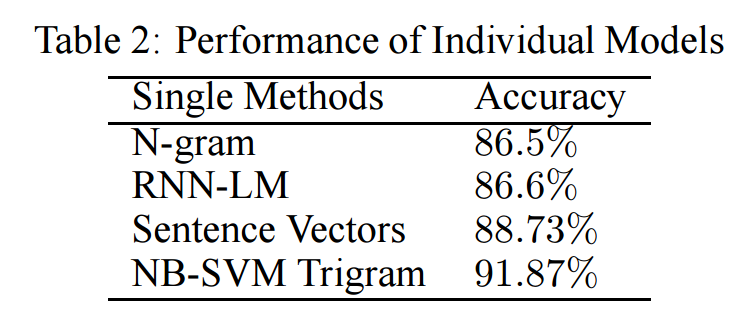 Table 2: Performance of Individual Models
Single Methods Accuracy
N-gram 86.5%
RNN-LM 86.6%
Sentence Vectors 88.73%
NB-SVM Trigram 91.87%